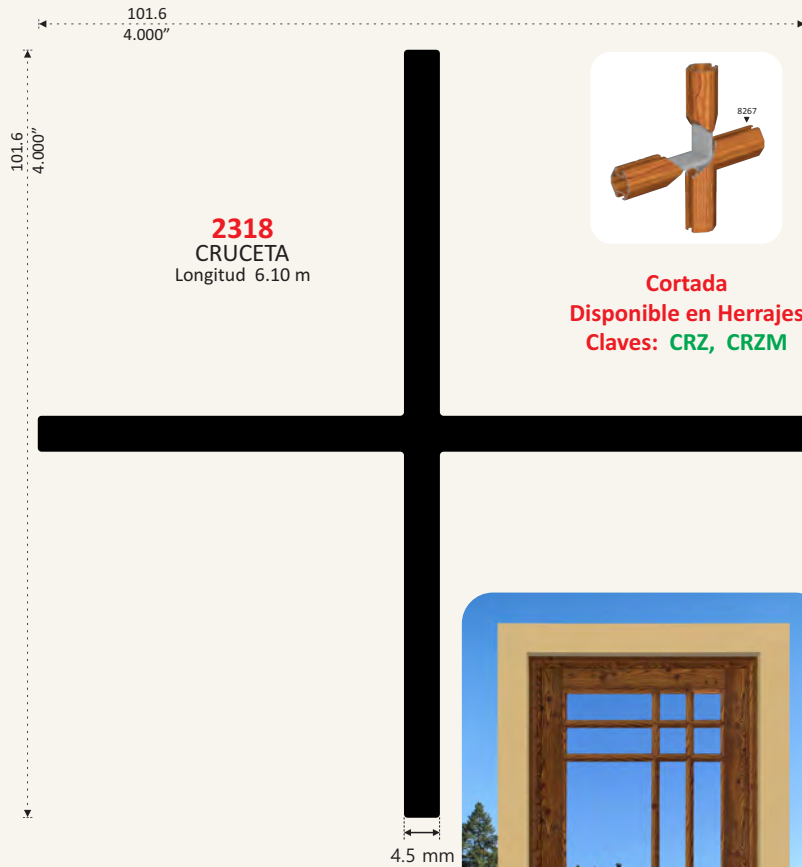 101.6
4.000"
101.6
4.000"
8267
2318
CRUCETA
Longitud 6.10 m
Cortada
Disponible en Herrajes
Claves: CRZ, CRZM
4.5 mm